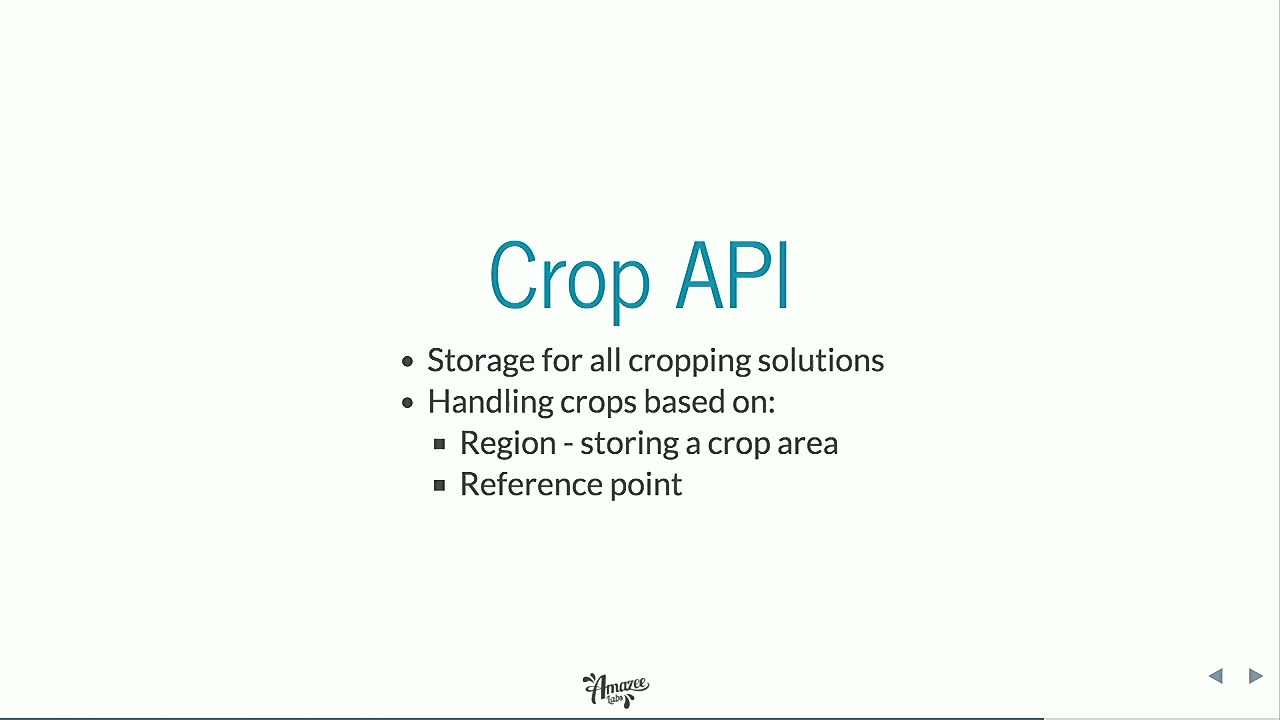 Crop API
Storage for all cropping solutions
Handling crops based on:
Region - storing a crop area
Reference point
Amazee
Labs